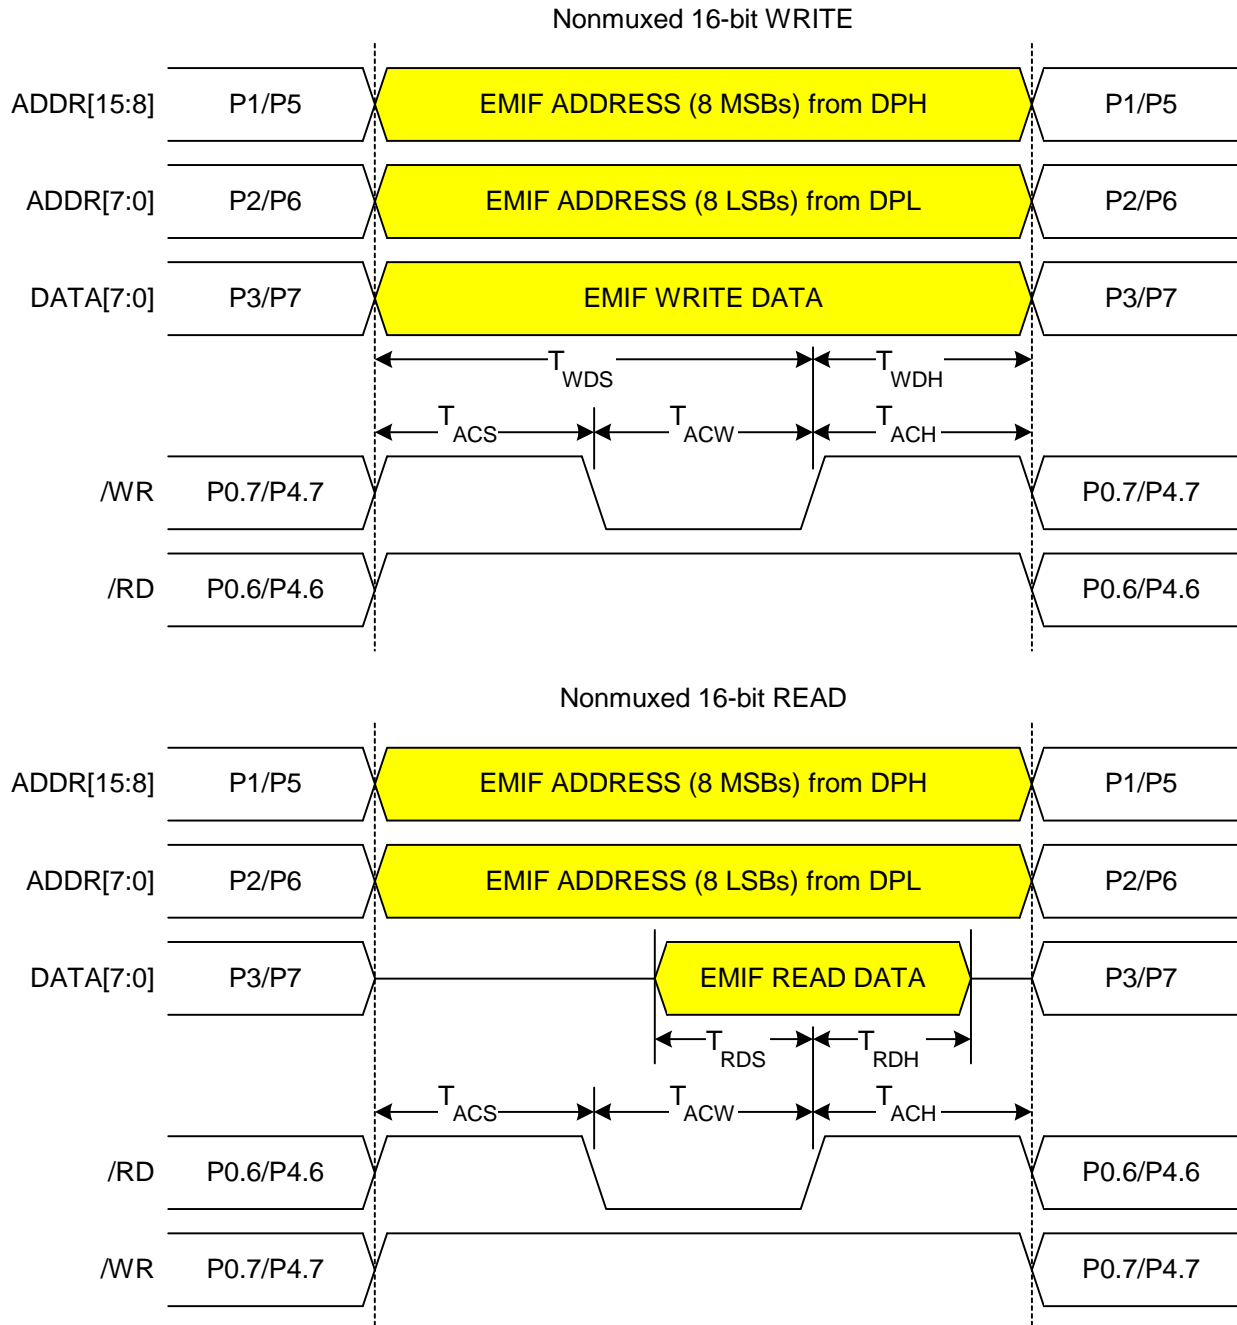 Nonmuxed 16-bit WRITE
ADDR[15:8] P1/P5 EMIF ADDRESS (8 MSBs) from DPH P1/P5
ADDR[7:0] P2/P6 EMIF ADDRESS (8 LSBs) from DPL P2/P6
DATA[7:0] P3/P7 EMIF WRITE DATA P3/P7
TWDS TWDH
TACS TACW TACH
/WR P0.7/P4.7 P0.7/P4.7
/RD P0.6/P4.6 P0.6/P4.6
Nonmuxed 16-bit READ
ADDR[15:8] P1/P5 EMIF ADDRESS (8 MSBs) from DPH P1/P5
ADDR[7:0] P2/P6 EMIF ADDRESS (8 LSBs) from DPL P2/P6
DATA[7:0] P3/P7 EMIF READ DATA P3/P7
TRDS TRDH
TACS TACW TACH
/RD P0.6/P4.6 P0.6/P4.6
/WR P0.7/P4.7 P0.7/P4.7